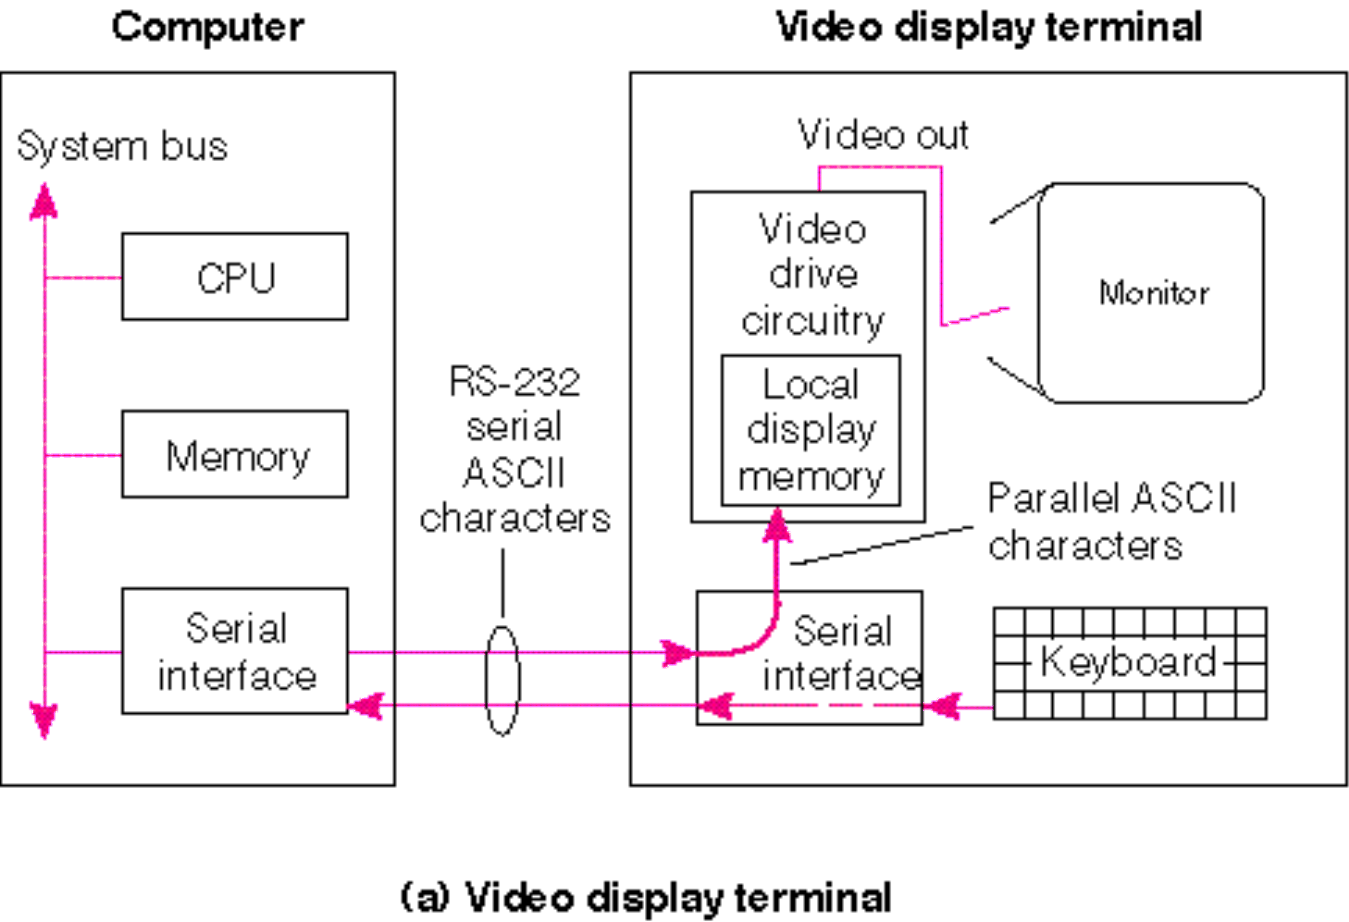 Computer
Video display terminal
System bus
CPU
Memory
Serial
interface
RS-232
serial
ASCII
characters
Video out
Video
drive
circuitry
Local
display
memory
Monitor
Parallel ASCII
characters
Serial
interface
Keyboard
(a) Video display terminal